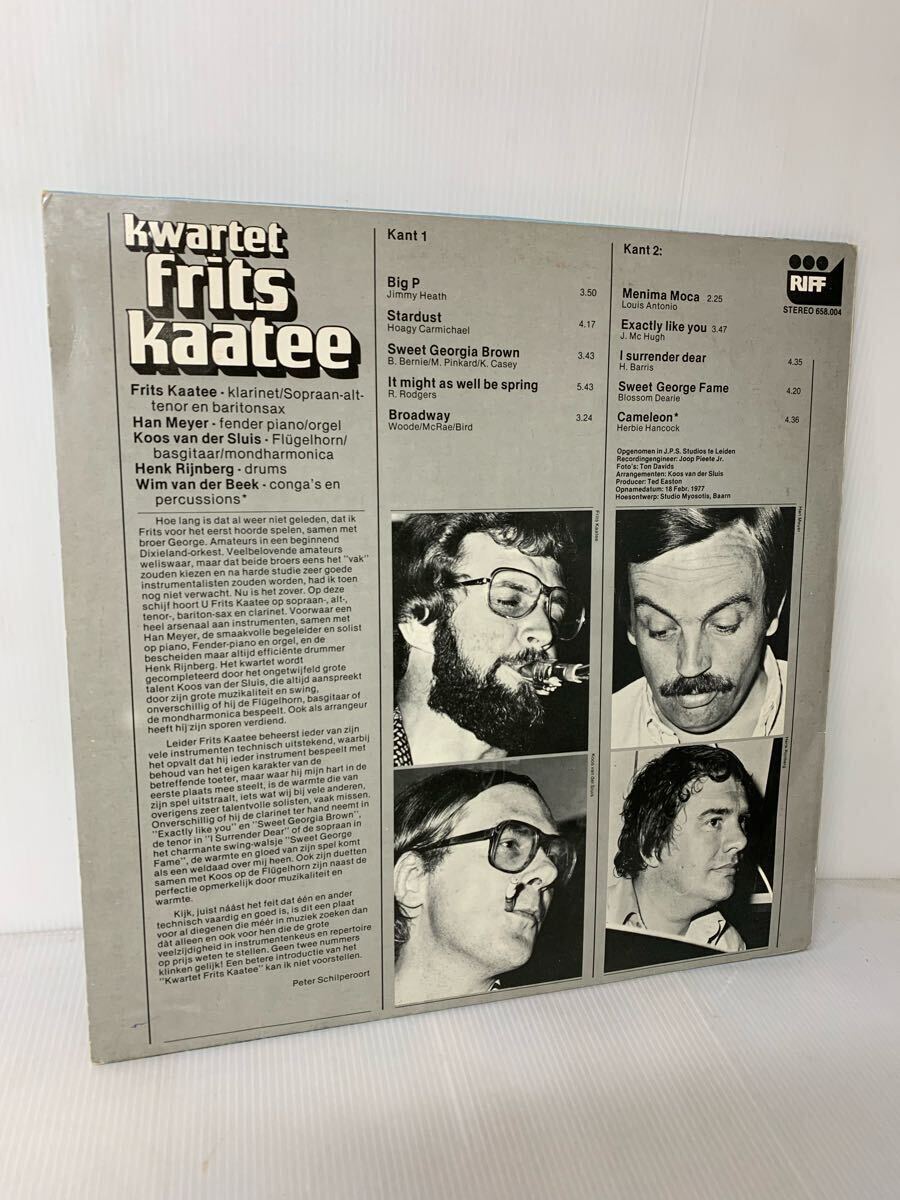 kwartet
frits
kaatee
Frits Kaatee - klarinet/Sopraan-alt-
tenor en baritonsax
Han Meyer - fender piano/orgel
Koos van der Sluis - Flügelhorn/
basgitaar/mondharmonica
Henk Rijnberg - drums
Wim van der Beek - conga's en
percussions*
Hoe lang is dat al weer niet geleden, dat ik
Frits voor het eerst hoorde spelen, samen met
broer George. Amateurs in een beginnend
Dixieland-orkest. Veelbelovende amateurs
weliswaar, maar dat beide broers eens het "vak"
zouden kiezen en na harde studie zeer goede
instrumentalisten zouden worden, had ik toen
nog niet verwacht. Nu is het zover. Op deze
schijf hoort U Frits Kaatee op sopraan-, alt-,
tenor-, bariton-sax en clarinet. Voorwaar een
heel arsenaal aan instrumenten, samen met
Han Meyer, de smaakvolle begeleider en solist
op piano, Fender-piano en orgel, en de
bescheiden maar altijd efficiënte drummer
Henk Rijnberg. Het kwartet wordt
gecompleteerd door het ongetwijfeld grote
talent Koos van der Sluis, die altijd aanspreekt
door zijn grote muzikaliteit en swing,
onverschillig of hij de Flügelhorn, basgitaar of
de mondharmonica bespeelt. Ook als arrangeur
heeft hij zijn sporen verdiend.
Leider Frits Kaatee beheerst ieder van zijn
vele instrumenten technisch uitstekend, waarbij
het opvalt dat hij ieder instrument bespeelt met
behoud van het eigen karakter van de
betreffende toeter, maar waar hij mijn hart in de
eerste plaats mee steelt, is de warmte die van
zijn spel uitstraalt, iets wat wij bij vele anderen,
overigens zeer talentvolle solisten, vaak missen.
Onverschillig of hij de clarinet ter hand neemt in
"Exactly like you" en "Sweet Georgia Brown",
de tenor in "I Surrender Dear" of de sopraan in
het charmante swing-walsje "Sweet George
Fame", de warmte en gloed van zijn spel komt
als een weldaad over mij heen. Ook zijn duetten
samen met Koos op de Flügelhorn zijn naast de
perfectie opmerkelijk door muzikaliteit en
warmte.
Kijk, juist náást het feit dat één en ander
technisch vaardig en goed is, is dit een plaat
voor al diegenen die méér in muziek zoeken dan
dàt alleen en ook voor hen die de grote
veelzijdigheid in instrumentenkeus en repertoire
op prijs weten te stellen. Geen twee nummers
klinken gelijk! Een betere introductie van het
"Kwartet Frits Kaatee" kan ik niet voorstellen.
Peter Schilperoort
Kant 1
Big P
Jimmy Heath 3.50
Stardust
Hoagy Carmichael 4.17
Sweet Georgia Brown
B. Bernie/M. Pinkard/K. Casey 3.43
It might as well be spring
R. Rodgers 5.43
Broadway
Woode/McRae/Bird 3.24
Kant 2:
Menima Moca 2.25
Louis Antonio
Exactly like you 3.47
J. Mc Hugh
I surrender dear
H. Barris 4.35
Sweet George Fame
Blossom Dearie 4.20
Cameleon*
Herbie Hancock 4.36
Opgenomen in J.P.S. Studios te Leiden
Recordingengineer: Joop Pieete Jr.
Foto's: Ton Davids
Arrangementen: Koos van der Sluis
Producer: Ted Easton
Opnamedatum: 18 Febr. 1977
Hoesontwerp: Studio Myosotis, Baarn
RIFF
STEREO 658.004
Frits Kaatee
Han Meyer
Koos van der Sluis
Henk Rijnberg